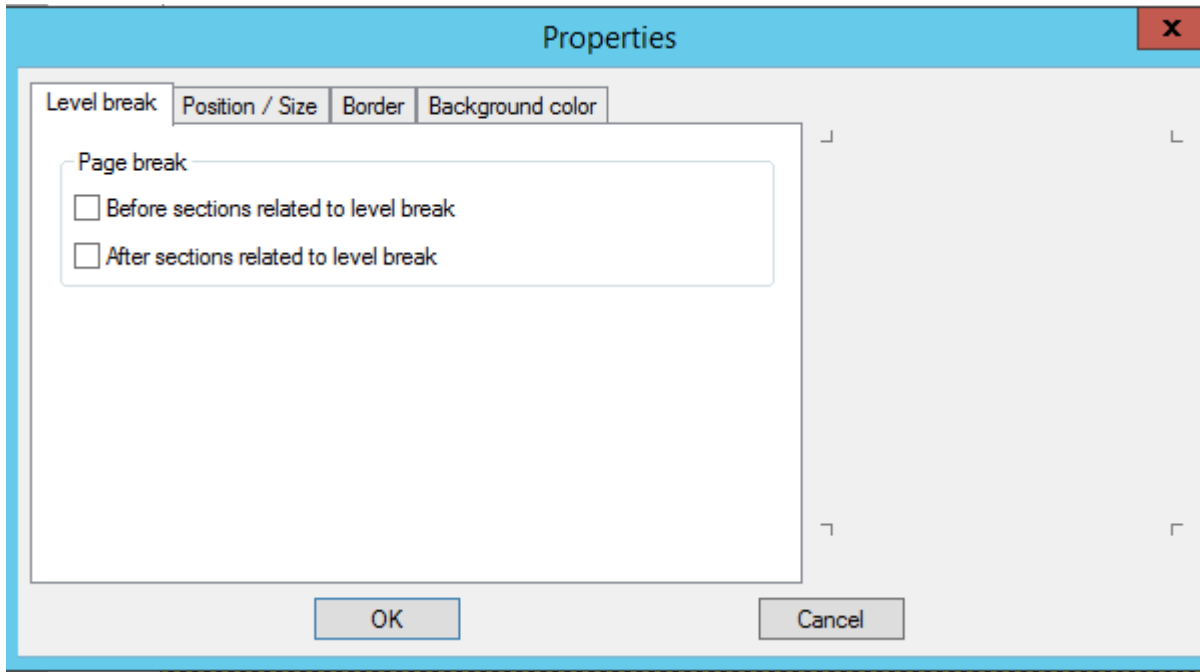 Properties
x
Level break Position / Size Border Background color
Page break
Before sections related to level break
After sections related to level break
OK Cancel